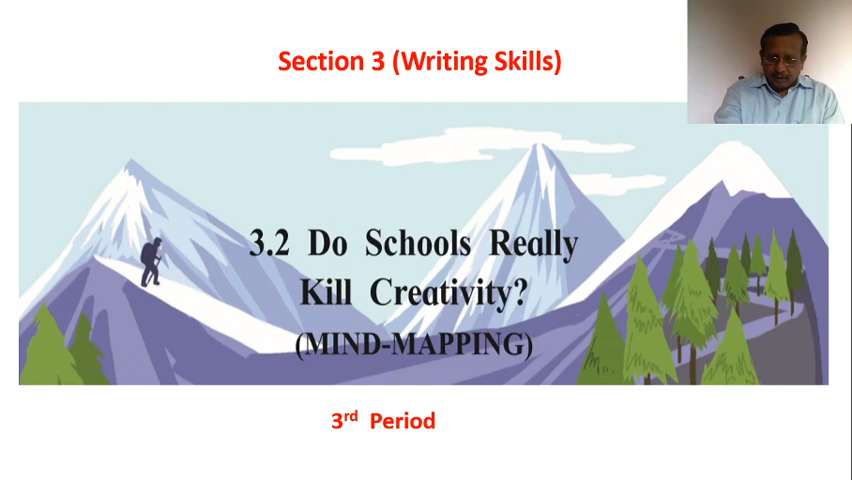 Section 3 (Writing Skills)
3.2 Do Schools Really
Kill Creativity?
(MIND-MAPPING)
3rd Period